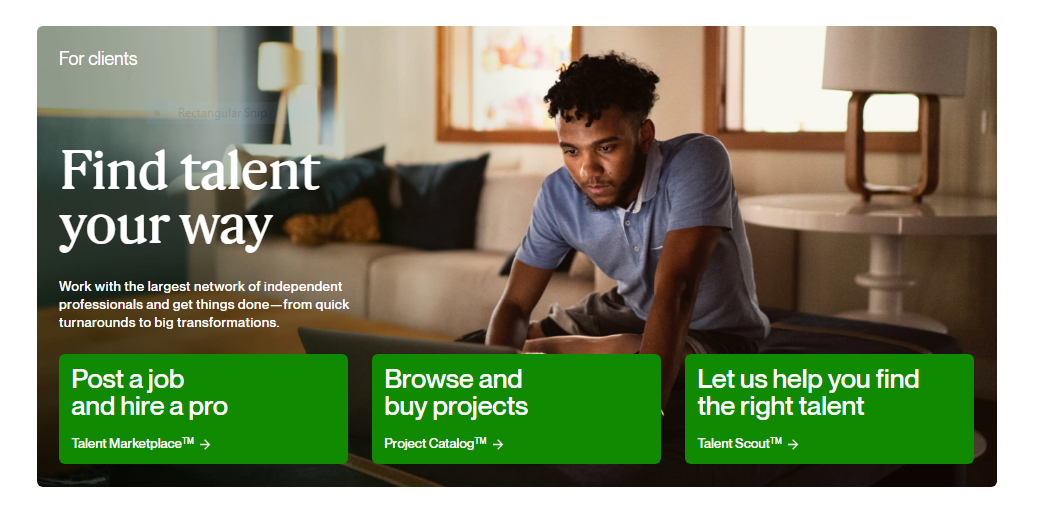 For clients
Rectangular Snip
Find talent
your way
Work with the largest network of independent
professionals and get things done—from quick
turnarounds to big transformations.
Post a job
and hire a pro
Talent Marketplace™ →
Browse and
buy projects
Project Catalog™ →
Let us help you find
the right talent
Talent Scout™ →